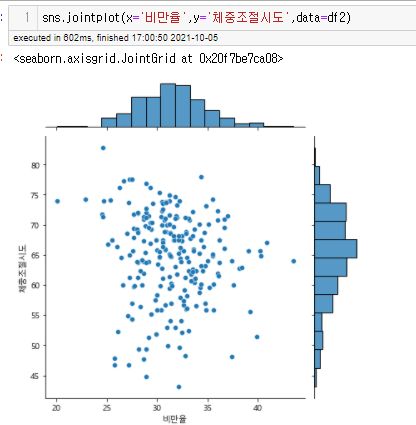 1 sns.jointplot(x='비만율',y='체중조절시도',data=df2)
executed in 602ms, finished 17:00:50 2021-10-05
: <seaborn.axisgrid.JointGrid at 0x20f7be7ca08>
80
75
70
65
60
55
50
45
체중조절시도
20 25 30 35 40
비만율